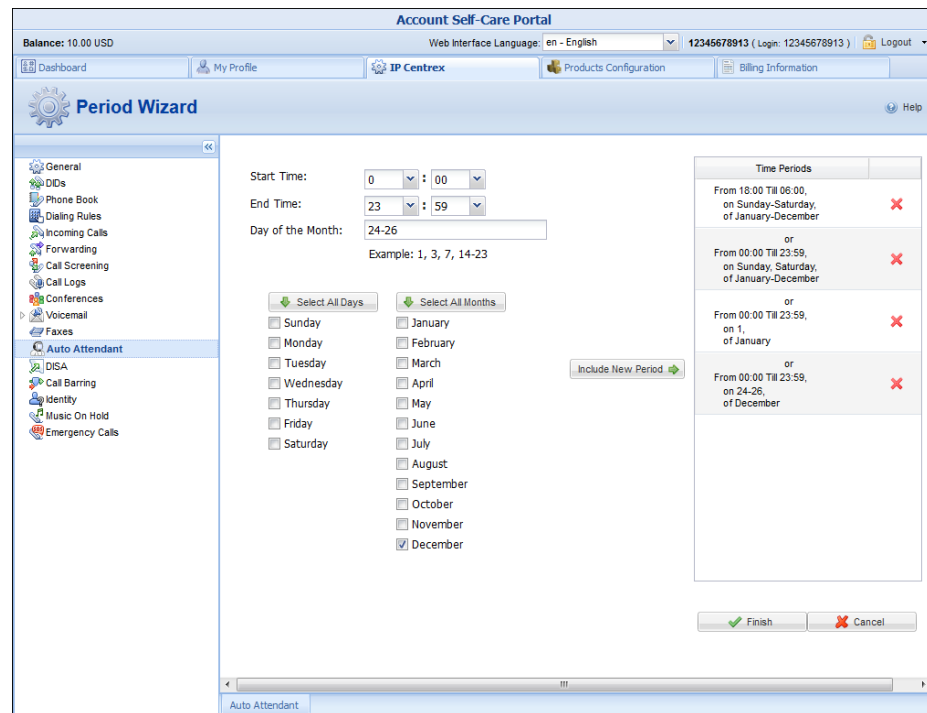 Account Self-Care Portal
Balance: 10.00 USD Web Interface Language: en - English 12345678913 ( Login: 12345678913 ) Logout
Dashboard My Profile IP Centrex Products Configuration Billing Information
Period Wizard Help
General
DIDs
Phone Book
Dialing Rules
Incoming Calls
Forwarding
Call Screening
Call Logs
Conferences
Voicemail
Faxes
Auto Attendant
DISA
Call Barring
Identity
Music On Hold
Emergency Calls
Start Time: 0 : 00
End Time: 23 : 59
Day of the Month: 24-26
Example: 1, 3, 7, 14-23
Select All Days
Sunday
Monday
Tuesday
Wednesday
Thursday
Friday
Saturday
Select All Months
January
February
March
April
May
June
July
August
September
October
November
December
Include New Period
Time Periods
From 18:00 Till 06:00,
on Sunday-Saturday,
of January-December
or
From 00:00 Till 23:59,
on Sunday, Saturday,
of January-December
or
From 00:00 Till 23:59,
on 1,
of January
or
From 00:00 Till 23:59,
on 24-26,
of December
Finish Cancel
Auto Attendant